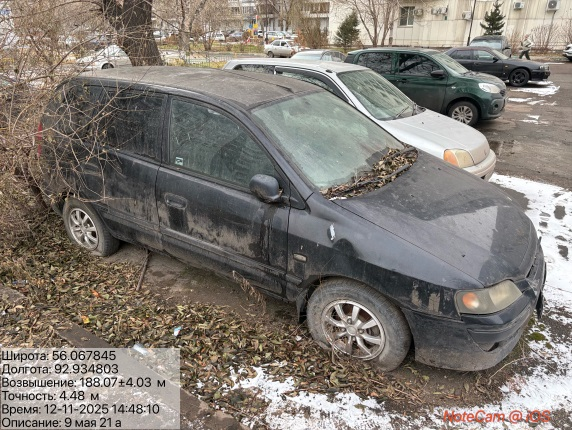 Широта: 56.067845
Долгота: 92.934803
Возвышение: 188.07±4.03 м
Точность: 4.48 м
Время: 12-11-2025 14:48:10
Описание: 9 мая 21 а
NoteCam @ iOS